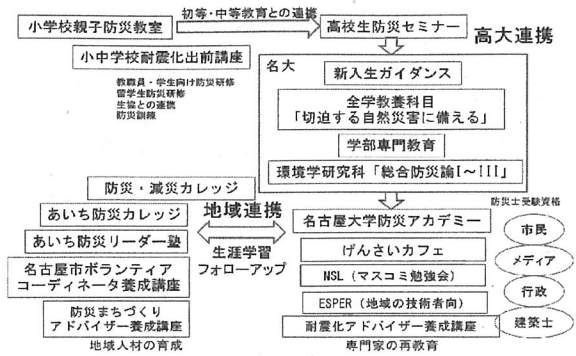 小学校親子防災教室
初等・中等教育との連携
高校生防災セミナー
高大連携
小中学校耐震化出前講座
教職員・学生向け防災研修
留学生防災研修
生協との連携
防災訓練
名大
新入生ガイダンス
全学教養科目
「切迫する自然災害に備える」
学部専門教育
環境学研究科「総合防災論I～III」
防災・減災カレッジ
あいち防災カレッジ
あいち防災リーダー塾
名古屋市ボランティア
コーディネータ養成講座
防災まちづくり
アドバイザー養成講座
地域人材の育成
地域連携
生涯学習
フォローアップ
名古屋大学防災アカデミー
げんさいカフェ
NSL（マスコミ勉強会）
ESPER（地域の技術者向）
耐震化アドバイザー養成講座
専門家の再教育
防災士受験資格
市民
メディア
行政
建築士